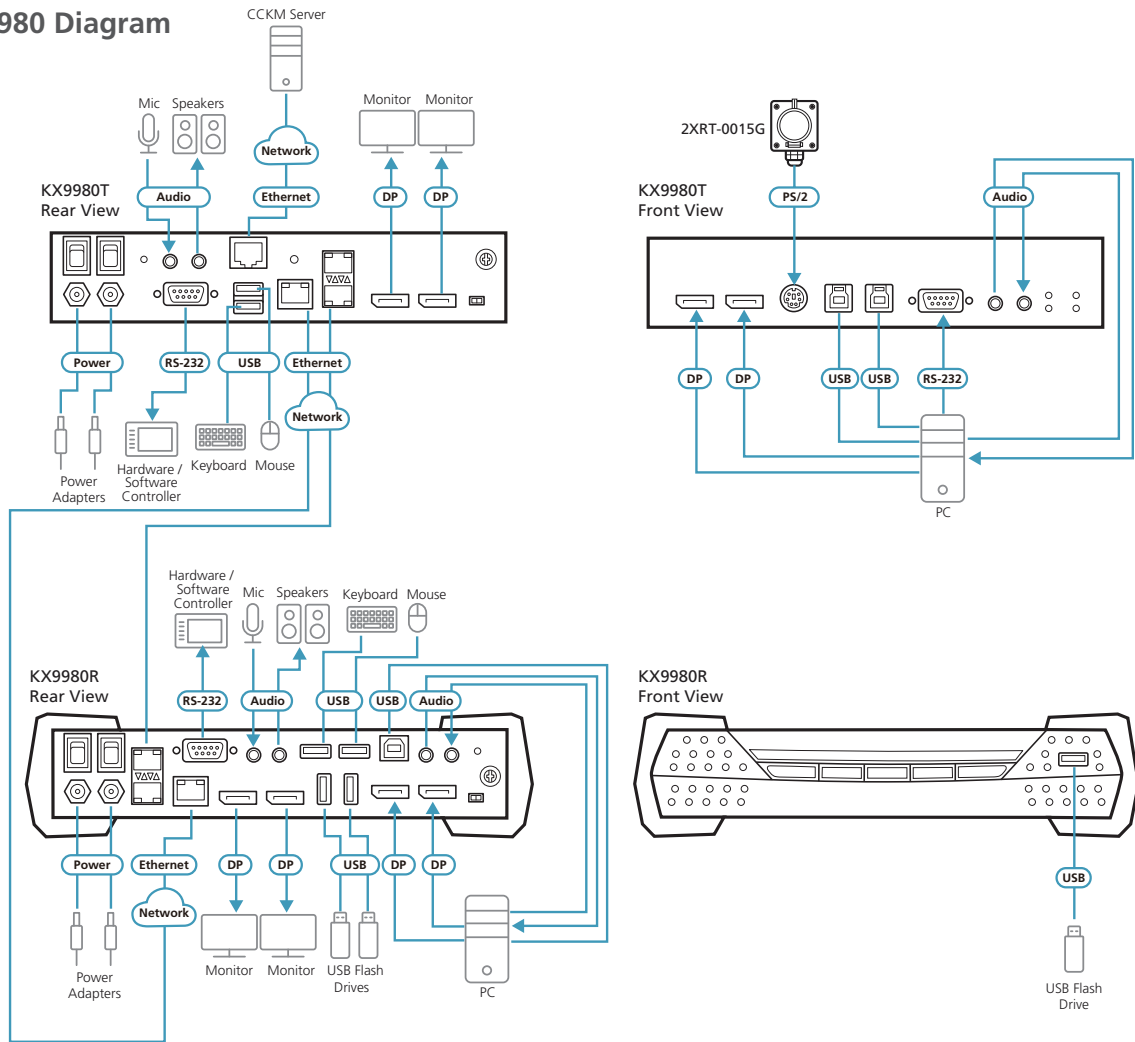 980 Diagram
CCKM Server
Mic
Speakers
Monitor
Monitor
Network
KX9980T
Rear View
Audio
Ethernet
DP
DP
Power
RS-232
USB
Ethernet
Network
Power
Adapters
Hardware /
Software
Controller
Keyboard
Mouse
2XRT-0015G
KX9980T
Front View
PS/2
Audio
DP
DP
USB
USB
RS-232
PC
Hardware /
Software
Controller
Mic
Speakers
Keyboard
Mouse
KX9980R
Rear View
RS-232
Audio
USB
USB
Audio
Power
Ethernet
DP
DP
USB
DP
DP
Network
Power
Adapters
Monitor
Monitor
USB Flash
Drives
PC
KX9980R
Front View
USB
USB Flash
Drive